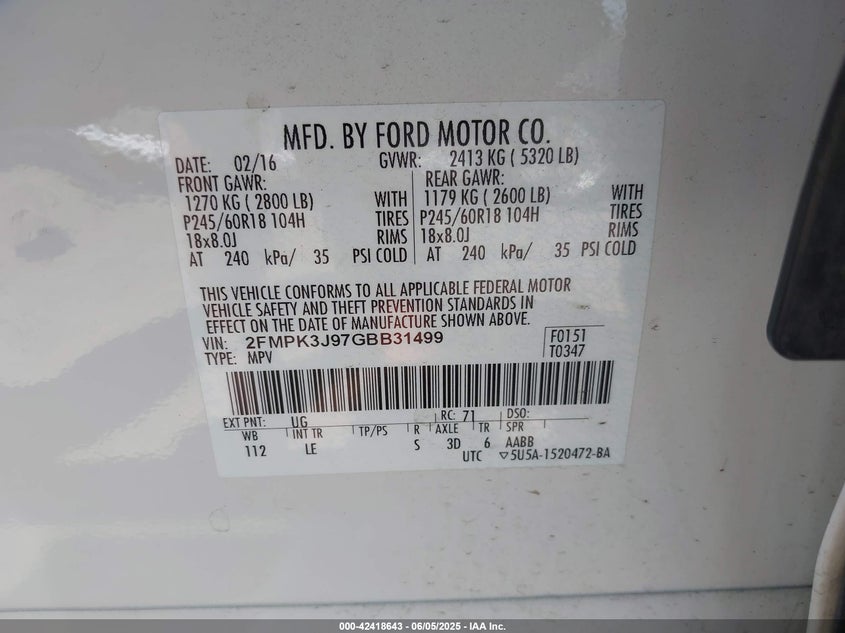 MFD. BY FORD MOTOR CO.
DATE: 02/16 GVWR: 2413 KG ( 5320 LB)
FRONT GAWR: REAR GAWR:
1270 KG ( 2800 LB) WITH 1179 KG ( 2600 LB) WITH
P245/60R18 104H TIRES P245/60R18 104H TIRES
18x8.0J RIMS 18x8.0J RIMS
AT 240 kPa/ 35 PSI COLD AT 240 kPa/ 35 PSI COLD
THIS VEHICLE CONFORMS TO ALL APPLICABLE FEDERAL MOTOR
VEHICLE SAFETY AND THEFT PREVENTION STANDARDS IN
EFFECT ON THE DATE OF MANUFACTURE SHOWN ABOVE.
VIN: 2FMPK3J97GBB31499 F0151
TYPE: MPV T0347
EXT PNT: UG RC: 71 DSO:
WB INT TR TP/PS R AXLE TR SPR
112 LE S 3D 6 AABB
UTC ▽5U5A-1520472-BA
000-42418643 - 06/05/2025 - IAA Inc.